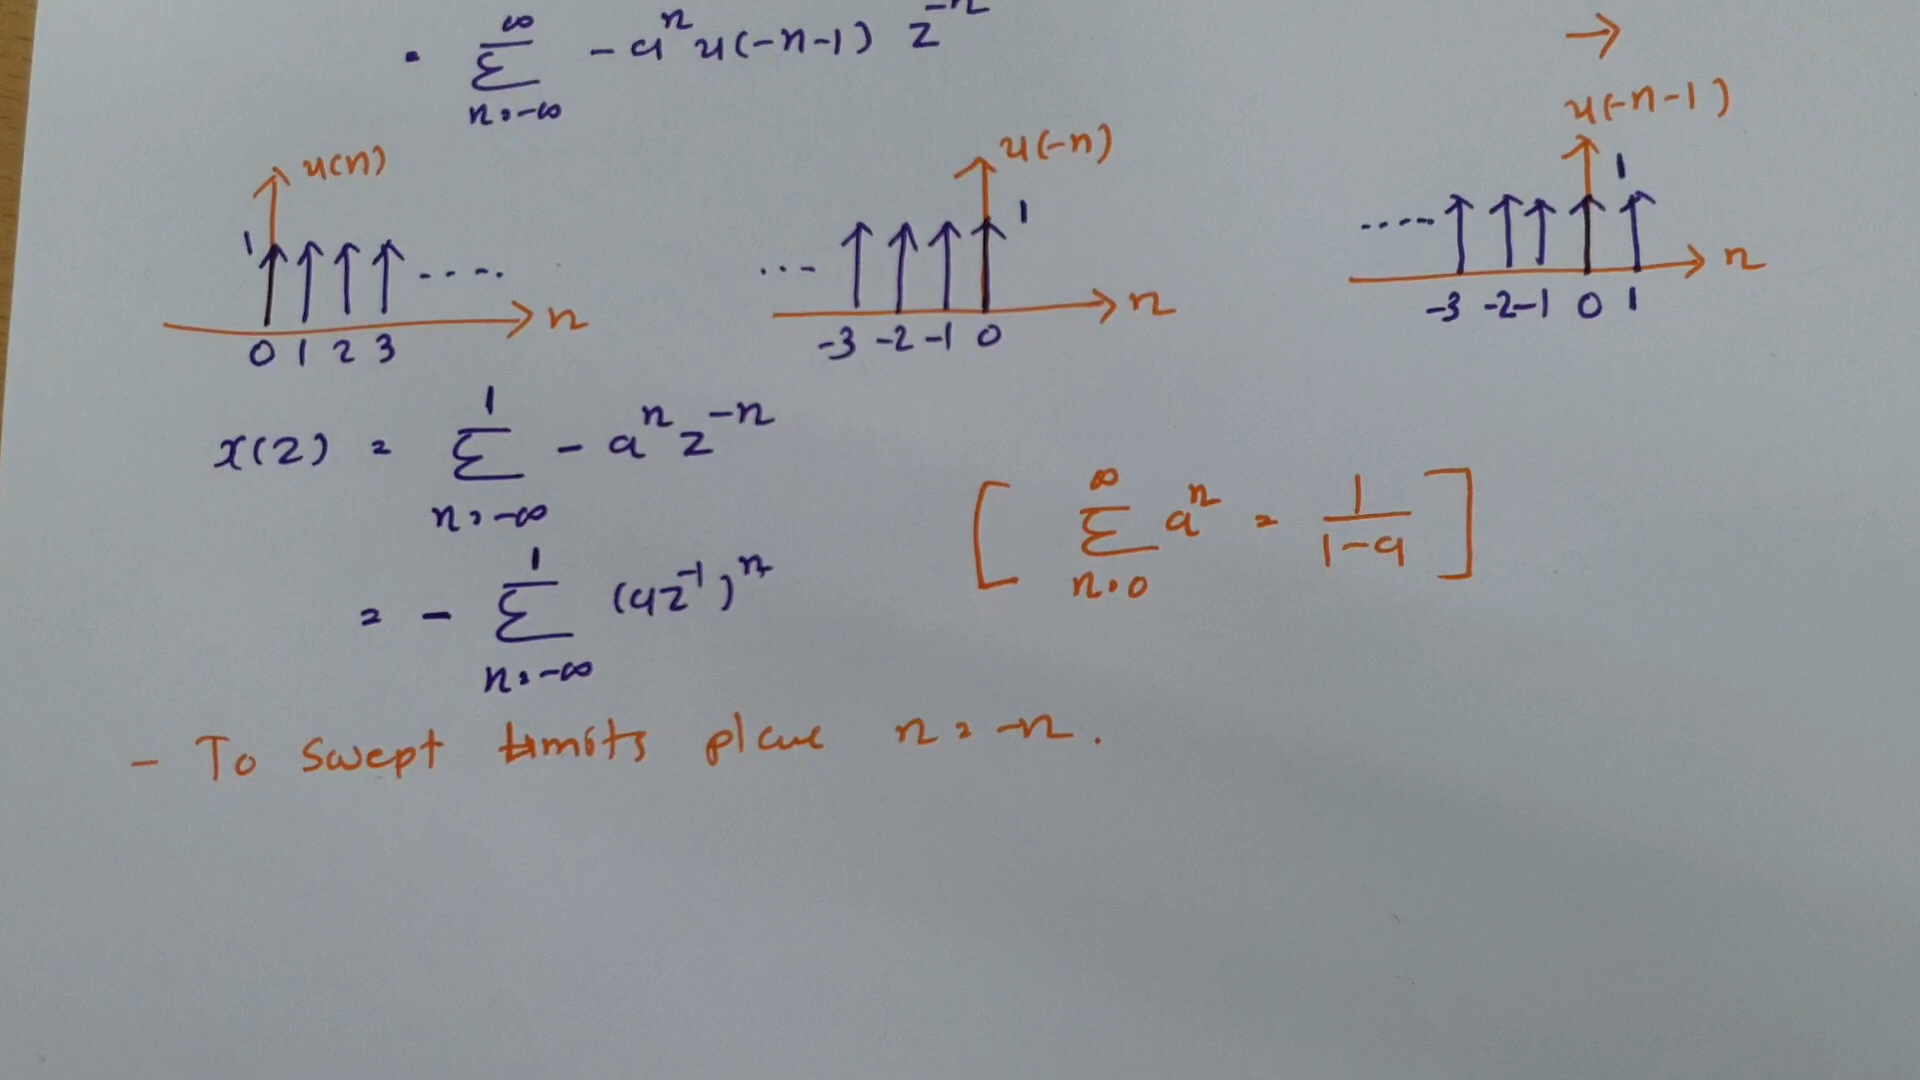 = ∞ Σ n=-∞ - a^n u(-n-1) z^-n
→
u(n)
1
0 1 2 3 ..... n
u(-n)
1
... -3 -2 -1 0 n
u(-n-1)
1
.... -3 -2 -1 0 1 n
x(z) = 1 Σ n=-∞ - a^n z^-n
[ ∞ Σ n=0 a^n = 1/1-a ]
= - 1 Σ n=-∞ (az^-1)^n
- To swept limits place n = -n.